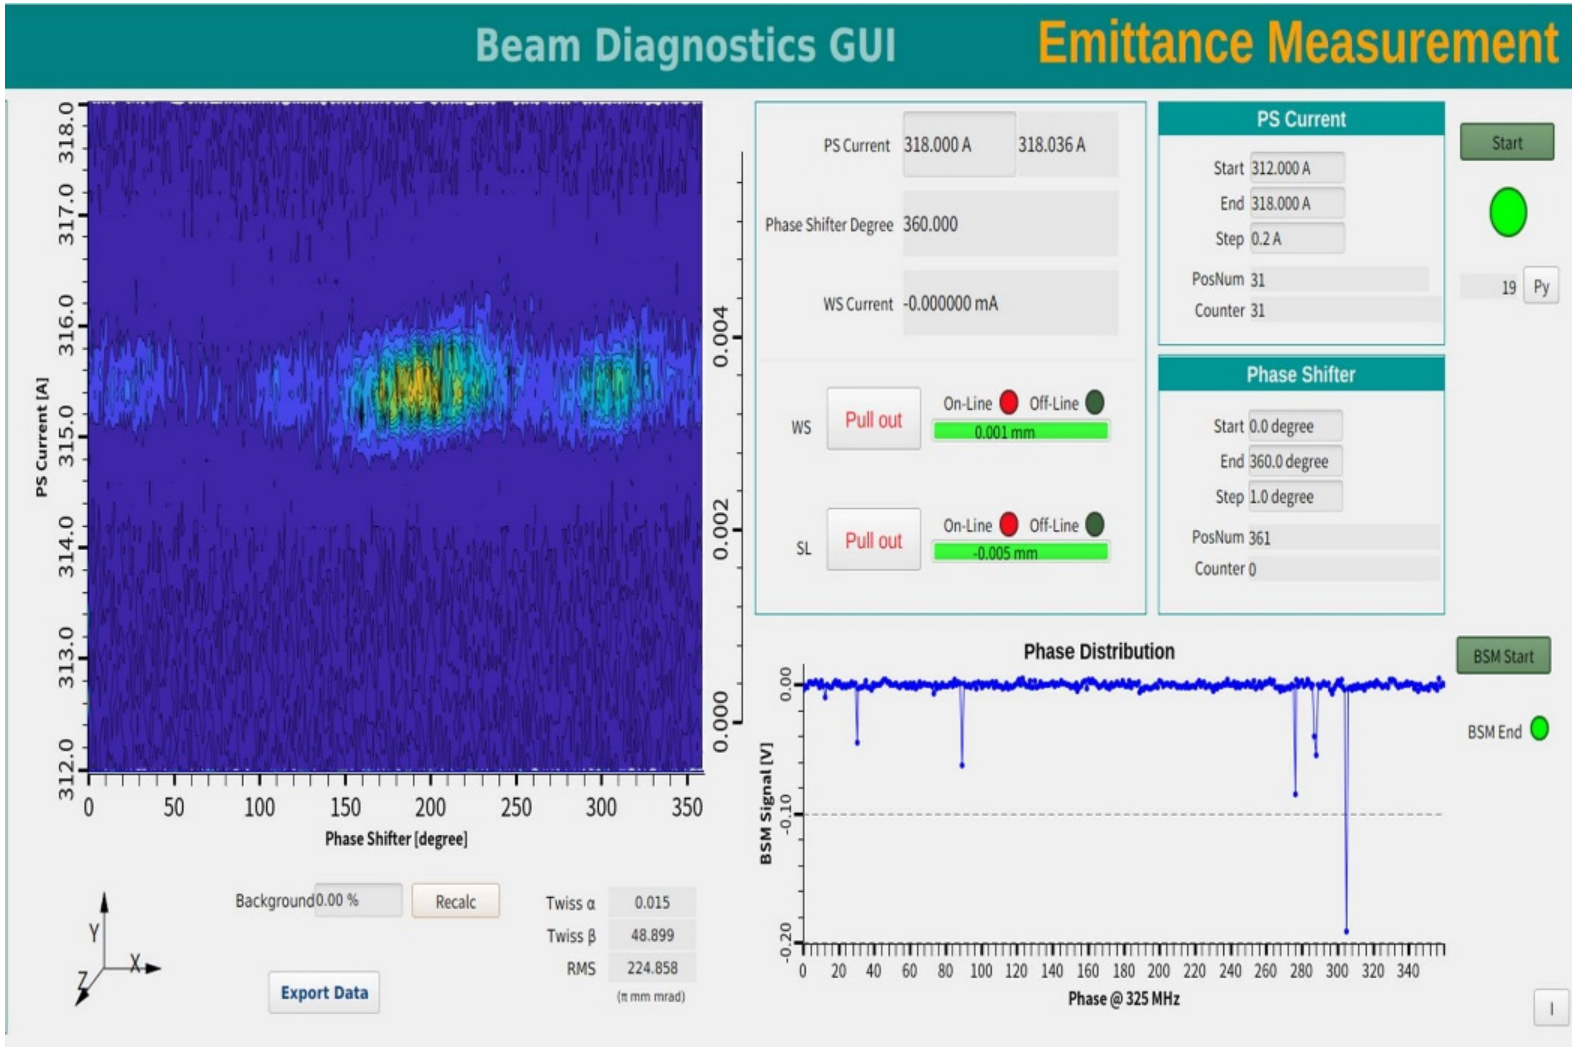 Beam Diagnostics GUI
Emittance Measurement
PS Current [A]
318.0
317.0
316.0
315.0
314.0
313.0
312.0
0 50 100 150 200 250 300 350
Phase Shifter [degree]
0.004
0.002
0.000
PS Current 318.000 A 318.036 A
Phase Shifter Degree 360.000
WS Current -0.000000 mA
WS Pull out On-Line Off-Line
0.001 mm
SL Pull out On-Line Off-Line
-0.005 mm
PS Current
Start 312.000 A
End 318.000 A
Step 0.2 A
PosNum 31
Counter 31
Phase Shifter
Start 0.0 degree
End 360.0 degree
Step 1.0 degree
PosNum 361
Counter 0
Start
19 Py
Phase Distribution
BSM Signal [V]
0.00
-0.10
-0.20
0 20 40 60 80 100 120 140 160 180 200 220 240 260 280 300 320 340
Phase @ 325 MHz
BSM Start
BSM End
Background 0.00 % Recalc
Twiss α 0.015
Twiss β 48.899
RMS 224.858
(π mm mrad)
Export Data
Y
X
Z
I